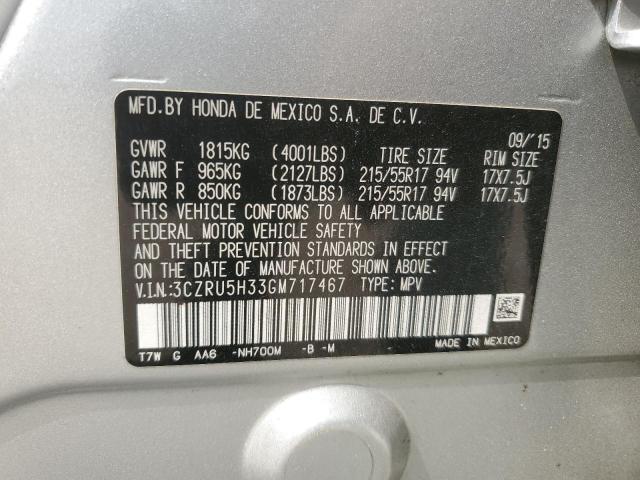 MFD.BY HONDA DE MEXICO S.A. DE C.V.
09/'15
GVWR 1815KG (4001LBS) TIRE SIZE RIM SIZE
GAWR F 965KG (2127LBS) 215/55R17 94V 17X7.5J
GAWR R 850KG (1873LBS) 215/55R17 94V 17X7.5J
THIS VEHICLE CONFORMS TO ALL APPLICABLE
FEDERAL MOTOR VEHICLE SAFETY
AND THEFT PREVENTION STANDARDS IN EFFECT
ON THE DATE OF MANUFACTURE SHOWN ABOVE.
V.I.N.:3CZRU5H33GM717467 TYPE: MPV
T7W G AA6 -NH700M -B -M MADE IN MEXICO